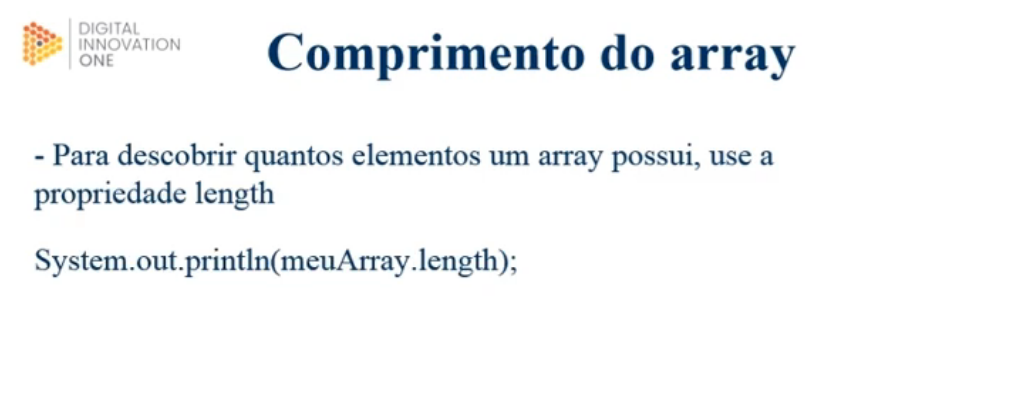 DIGITAL
INNOVATION
ONE
Comprimento do array
- Para descobrir quantos elementos um array possui, use a
propriedade length
System.out.println(meuArray.length);